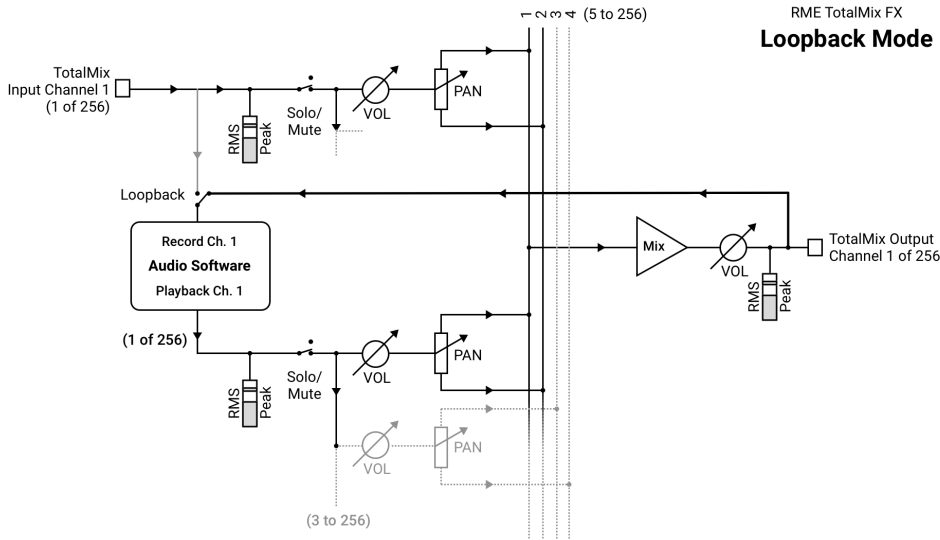 RME TotalMix FX
Loopback Mode
1
2
3
4
(5 to 256)
TotalMix
Input Channel 1
(1 of 256)
RMS
Peak
Solo/
Mute
VOL
PAN
Loopback
Record Ch. 1
Audio Software
Playback Ch. 1
Mix
VOL
TotalMix Output
Channel 1 of 256
RMS
Peak
(1 of 256)
RMS
Peak
Solo/
Mute
VOL
PAN
VOL
PAN
(3 to 256)